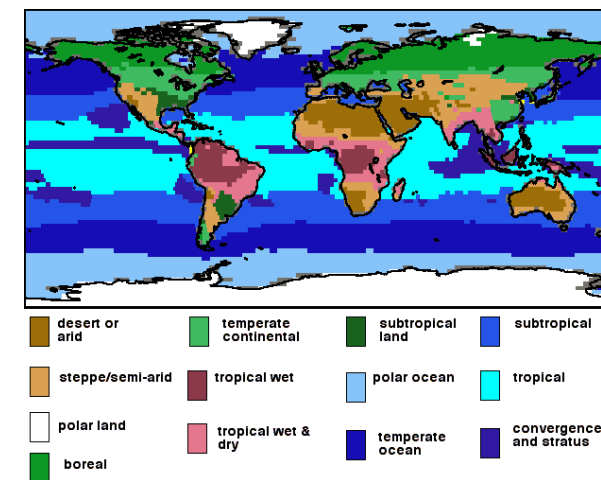 desert or
arid
temperate
continental
subtropical
land
subtropical
steppe/semi-arid
tropical wet
polar ocean
tropical
polar land
tropical wet &
dry
temperate
ocean
convergence
and stratus
boreal